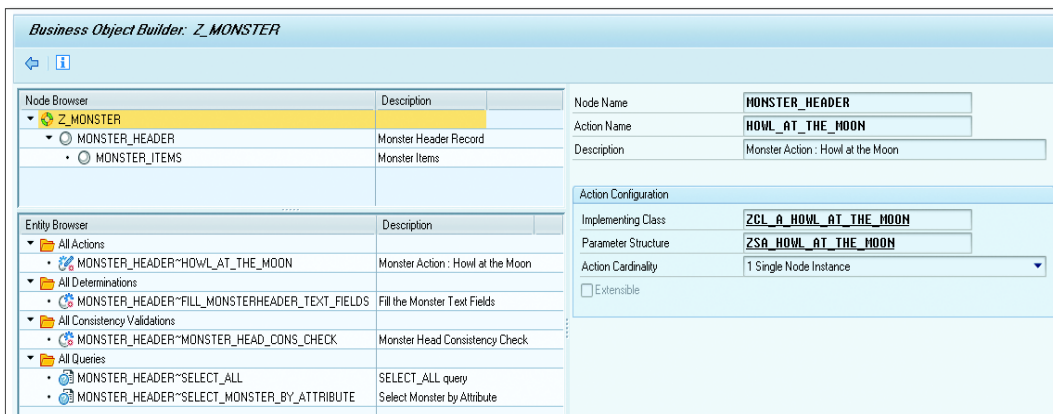 Business Object Builder: Z_MONSTER
Node Browser Description
Z_MONSTER
MONSTER_HEADER Monster Header Record
MONSTER_ITEMS Monster Items
Entity Browser Description
All Actions
MONSTER_HEADER~HOWL_AT_THE_MOON Monster Action : Howl at the Moon
All Determinations
MONSTER_HEADER~FILL_MONSTERHEADER_TEXT_FIELDS Fill the Monster Text Fields
All Consistency Validations
MONSTER_HEADER~MONSTER_HEAD_CONS_CHECK Monster Head Consistency Check
All Queries
MONSTER_HEADER~SELECT_ALL SELECT_ALL query
MONSTER_HEADER~SELECT_MONSTER_BY_ATTRIBUTE Select Monster by Attribute
Node Name MONSTER_HEADER
Action Name HOWL_AT_THE_MOON
Description Monster Action : Howl at the Moon
Action Configuration
Implementing Class ZCL_A_HOWL_AT_THE_MOON
Parameter Structure ZSA_HOWL_AT_THE_MOON
Action Cardinality 1 Single Node Instance
Extensible